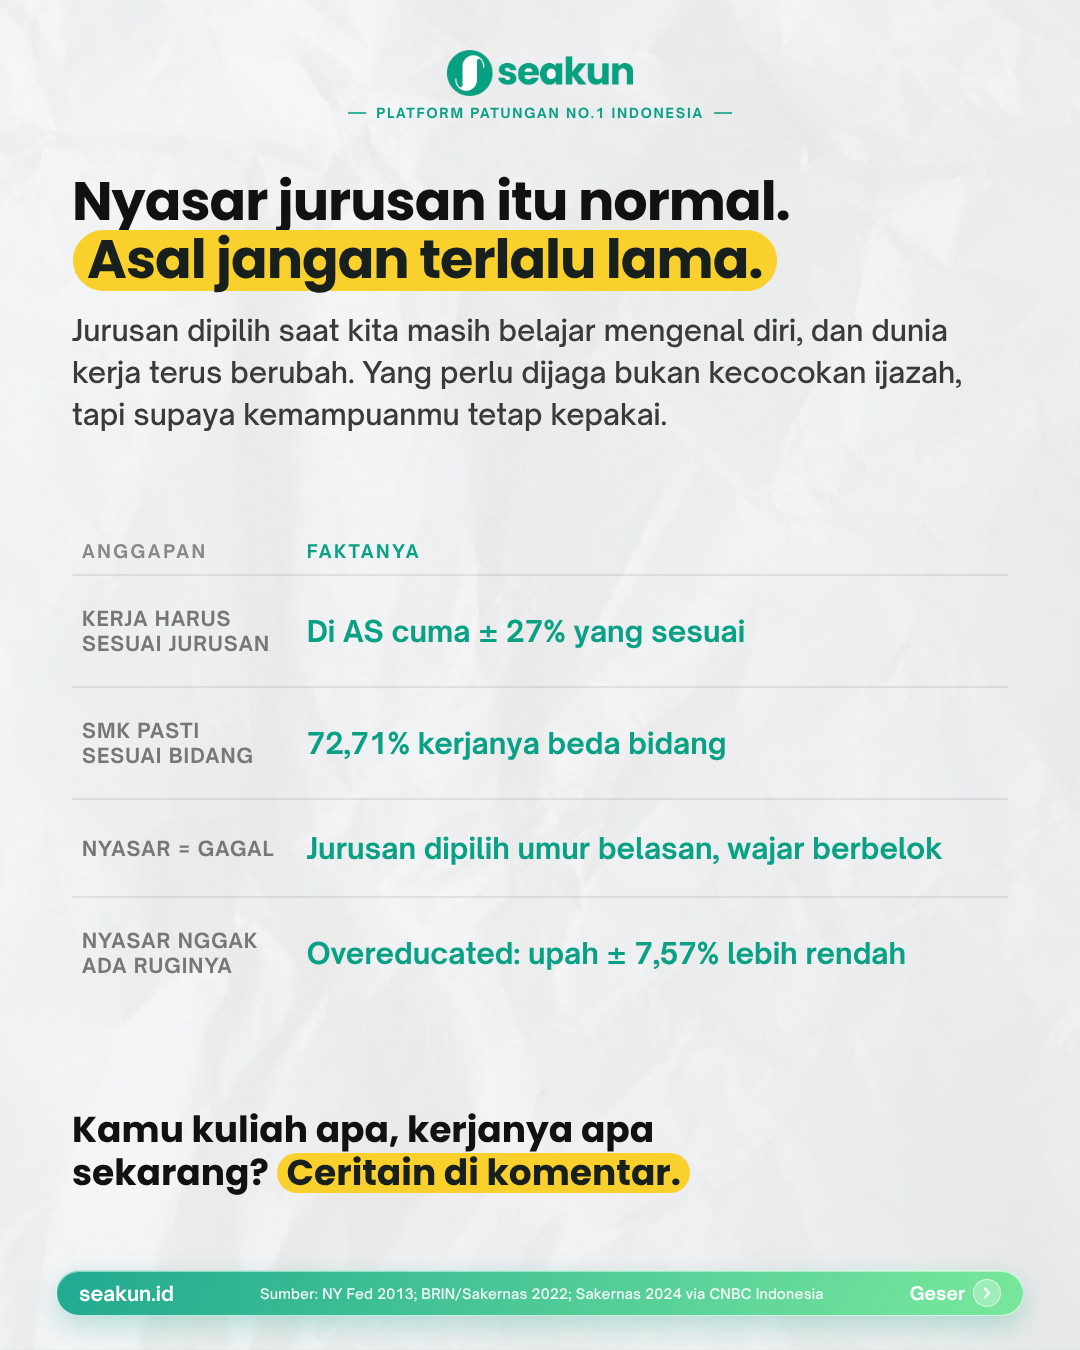 seakun
PLATFORM PATUNGAN NO.1 INDONESIA
Nyasar jurusan itu normal.
Asal jangan terlalu lama.
Jurusan dipilih saat kita masih belajar mengenal diri, dan dunia
kerja terus berubah. Yang perlu dijaga bukan kecocokan ijazah,
tapi supaya kemampuanmu tetap kepakai.
ANGGAPAN FAKTANYA
KERJA HARUS
SESUAI JURUSAN
Di AS cuma ± 27% yang sesuai
SMK PASTI
SESUAI BIDANG
72,71% kerjanya beda bidang
NYASAR = GAGAL Jurusan dipilih umur belasan, wajar berbelok
NYASAR NGGAK
ADA RUGINYA
Overeducated: upah ± 7,57% lebih rendah
Kamu kuliah apa, kerjanya apa
sekarang? Ceritain di komentar.
seakun.id Sumber: NY Fed 2013; BRIN/Sakernas 2022; Sakernas 2024 via CNBC Indonesia Geser